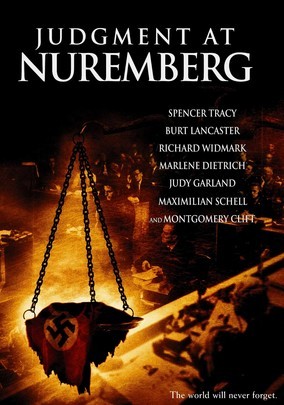 JUDGMENT AT
NUREMBERG
SPENCER TRACY
BURT LANCASTER
RICHARD WIDMARK
MARLENE DIETRICH
JUDY GARLAND
MAXIMILIAN SCHELL
AND MONTGOMERY CLIFT
The world will never forget.